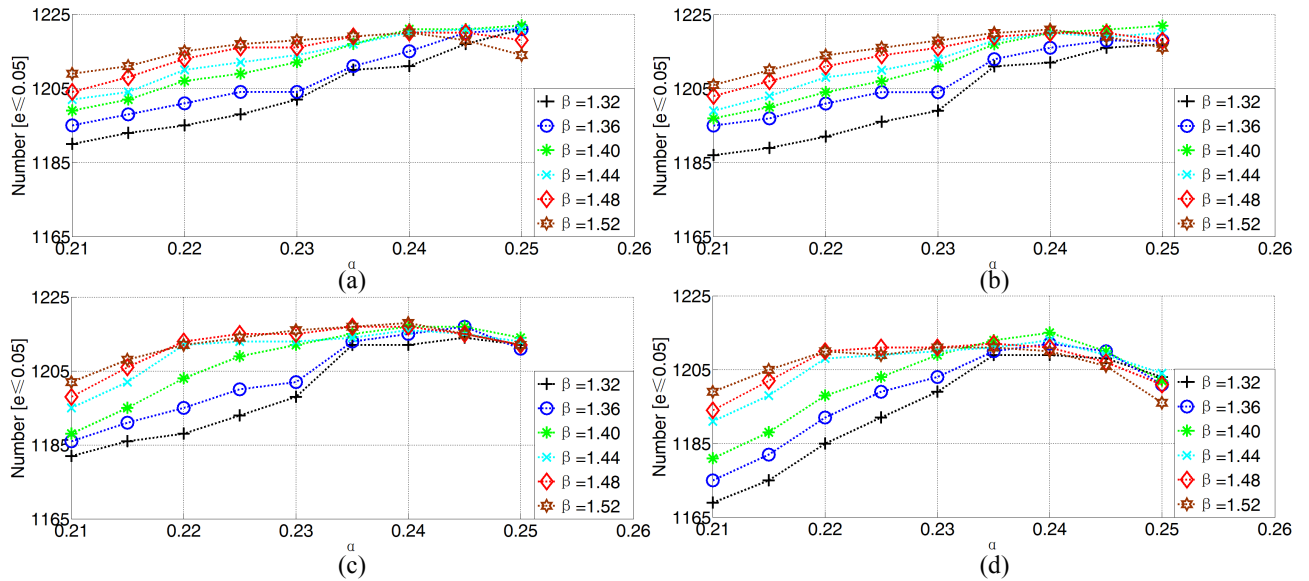 Number [e≤0.05]
1225
1205
1185
1165
0.21 0.22 0.23 0.24 0.25 0.26
α
β =1.32
β =1.36
β =1.40
β =1.44
β =1.48
β =1.52
(a)
Number [e≤0.05]
1225
1205
1185
1165
0.21 0.22 0.23 0.24 0.25 0.26
α
β =1.32
β =1.36
β =1.40
β =1.44
β =1.48
β =1.52
(b)
Number [e≤0.05]
1225
1205
1185
1165
0.21 0.22 0.23 0.24 0.25 0.26
α
β =1.32
β =1.36
β =1.40
β =1.44
β =1.48
β =1.52
(c)
Number [e≤0.05]
1225
1205
1185
1165
0.21 0.22 0.23 0.24 0.25 0.26
α
β =1.32
β =1.36
β =1.40
β =1.44
β =1.48
β =1.52
(d)